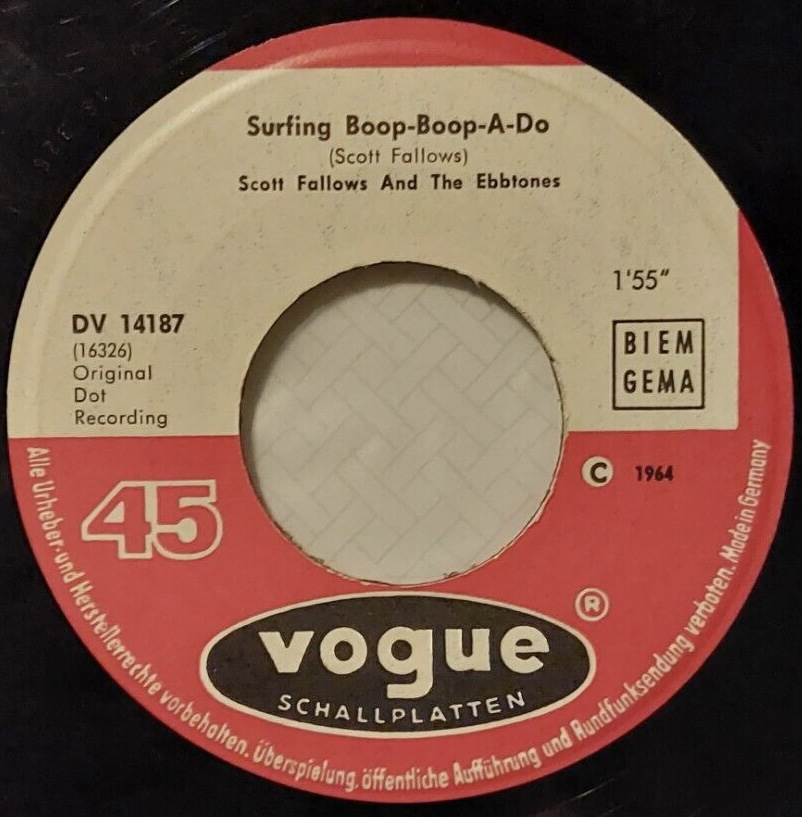 Surfing Boop-Boop-A-Do
(Scott Fallows)
Scott Fallows And The Ebbtones
1'55"
DV 14187
(16326)
Original
Dot
Recording
BIEM
GEMA
45
C 1964
®
vogue
SCHALLPLATTEN
Alle Urheber- und Herstellerrechte vorbehalten. Überspielung, öffentliche Aufführung und Rundfunksendung verboten. Made in Germany